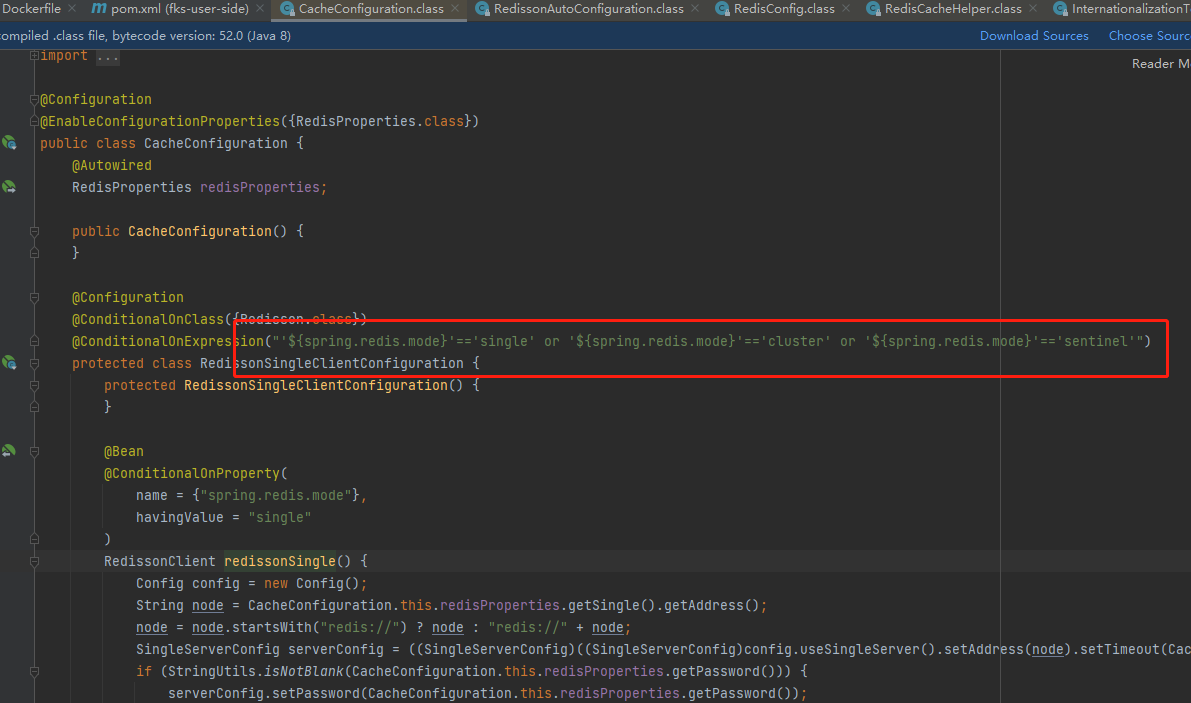 Dockerfile pom.xml (fks-user-side) CacheConfiguration.class RedissonAutoConfiguration.class RedisConfig.class RedisCacheHelper.class InternationalizationT
compiled .class file, bytecode version: 52.0 (Java 8) Download Sources Choose Sourc
import ...
Reader M
@Configuration
@EnableConfigurationProperties({RedisProperties.class})
public class CacheConfiguration {
@Autowired
RedisProperties redisProperties;
public CacheConfiguration() {
}
@Configuration
@ConditionalOnClass({Redisson.class})
@ConditionalOnExpression("'${spring.redis.mode}'=='single' or '${spring.redis.mode}'=='cluster' or '${spring.redis.mode}'=='sentinel'")
protected class RedissonSingleClientConfiguration {
protected RedissonSingleClientConfiguration() {
}
@Bean
@ConditionalOnProperty(
name = {"spring.redis.mode"},
havingValue = "single"
)
RedissonClient redissonSingle() {
Config config = new Config();
String node = CacheConfiguration.this.redisProperties.getSingle().getAddress();
node = node.startsWith("redis://") ? node : "redis://" + node;
SingleServerConfig serverConfig = ((SingleServerConfig)((SingleServerConfig)config.useSingleServer().setAddress(node).setTimeout(Cac
if (StringUtils.isNotBlank(CacheConfiguration.this.redisProperties.getPassword())) {
serverConfig.setPassword(CacheConfiguration.this.redisProperties.getPassword());